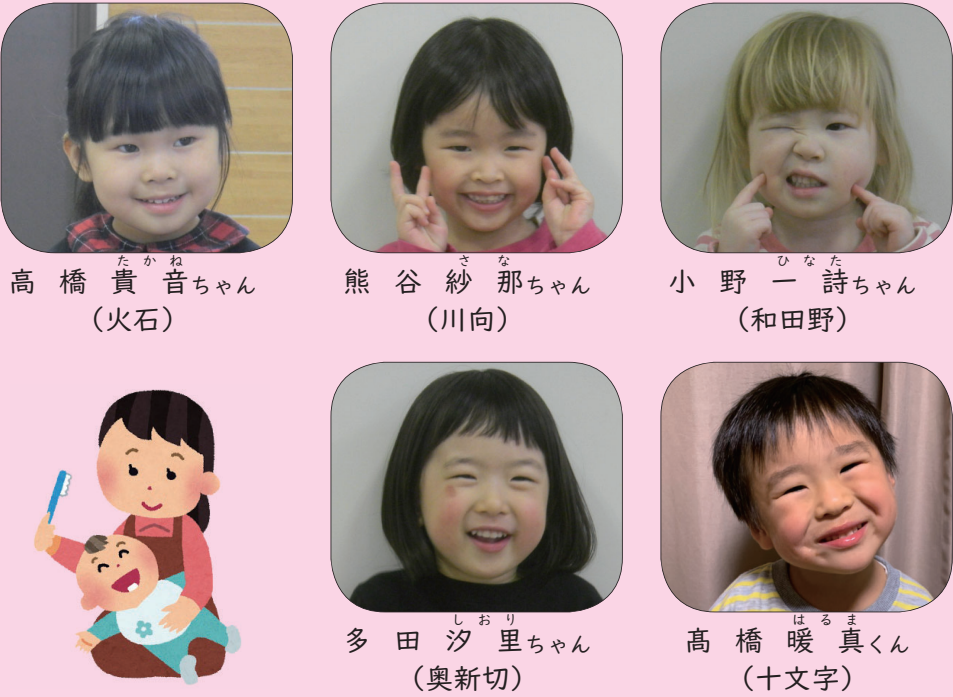 たかね
高橋貴音ちゃん
（火石）
さな
熊谷紗那ちゃん
（川向）
ひなた
小野一詩ちゃん
（和田野）
しおり
多田汐里ちゃん
（奥新切）
はるま
髙橋暖真くん
（十文字）